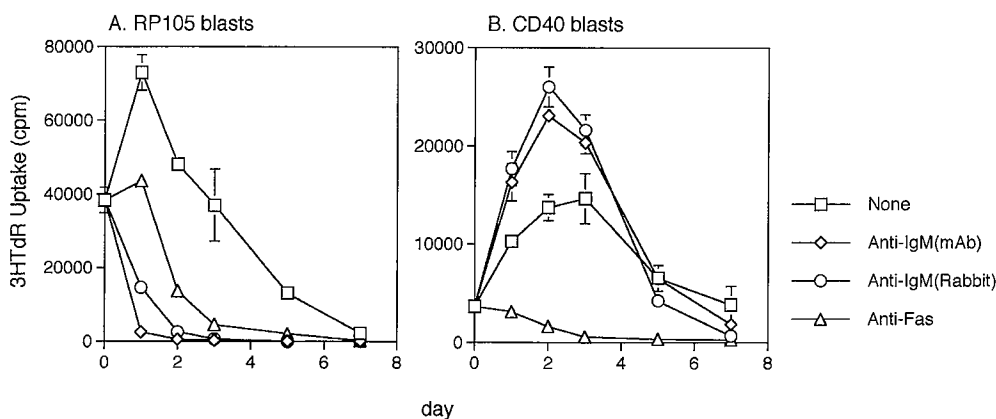 A. RP105 blasts
B. CD40 blasts
3HTdR Uptake (cpm)
80000
60000
40000
20000
0
0
2
4
6
8
30000
20000
10000
0
0
2
4
6
8
day
None
Anti-IgM(mAb)
Anti-IgM(Rabbit)
Anti-Fas